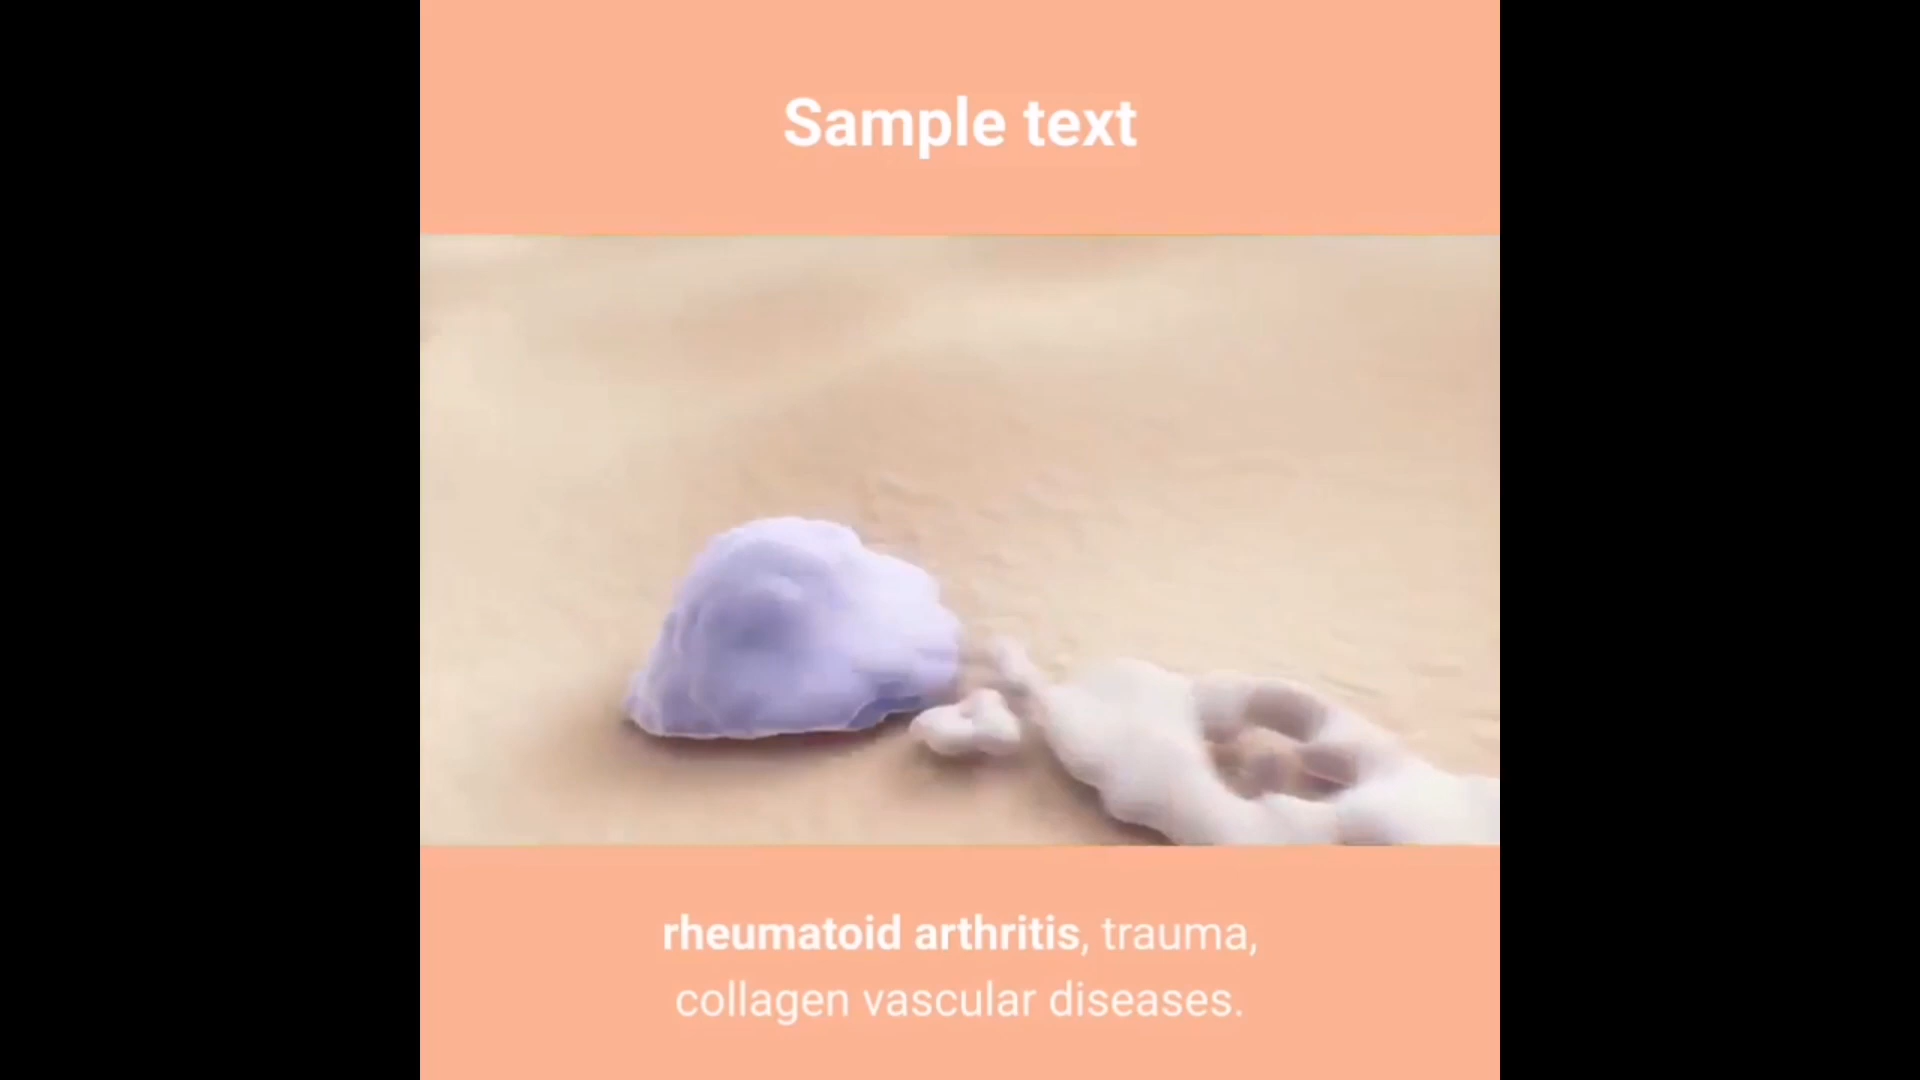 Sample text
rheumatoid arthritis, trauma,
collagen vascular diseases.